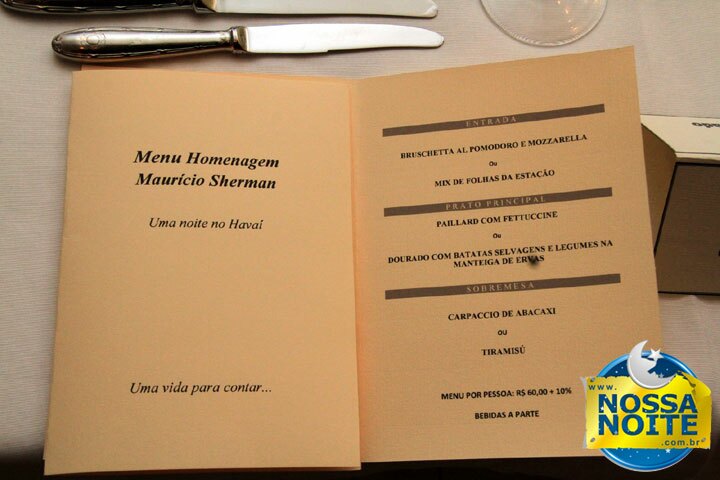 Menu Homenagem
Maurício Sherman
Uma noite no Havaí
Uma vida para contar...
ENTRADA
BRUSCHETTA AL POMODORO E MOZZARELLA
Ou
MIX DE FOLHAS DA ESTAÇÃO
PRATO PRINCIPAL
PAILLARD COM FETTUCCINE
Ou
DOURADO COM BATATAS SELVAGENS E LEGUMES NA
MANTEIGA DE ERVAS
SOBREMESA
CARPACCIO DE ABACAXI
OU
TIRAMISÚ
MENU POR PESSOA: R$ 60,00 + 10%
BEBIDAS A PARTE
www.
NOSSA
NOITE
.com.br